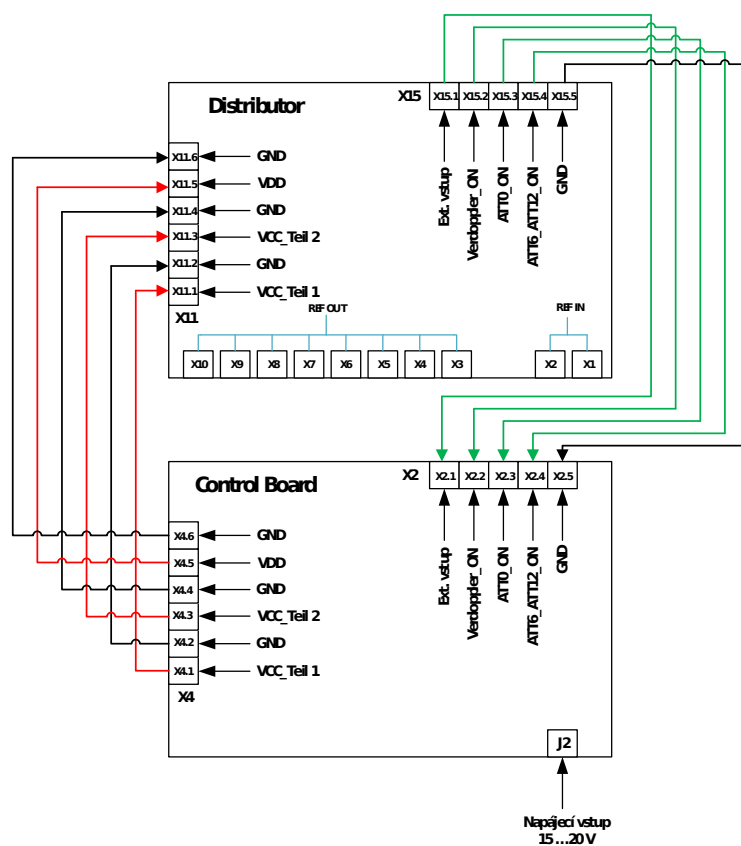 Distributor
X15
X15.1
X15.2
X15.3
X15.4
X15.5
Ext. vstup
Verdoppler_ON
ATT0_ON
ATT6_ATT12_ON
GND
X11.6
GND
X11.5
VDD
X11.4
GND
X11.3
VCC_Teil 2
X11.2
GND
X11.1
VCC_Teil 1
X11
REF OUT
REF IN
X10
X9
X8
X7
X6
X5
X4
X3
X2
X1
Control Board
X2
X2.1
X2.2
X2.3
X2.4
X2.5
Ext. vstup
Verdoppler_ON
ATT0_ON
ATT6_ATT12_ON
GND
X4.6
GND
X4.5
VDD
X4.4
GND
X4.3
VCC_Teil 2
X4.2
GND
X4.1
VCC_Teil 1
X4
J2
Napájecí vstup
15 ...20 V